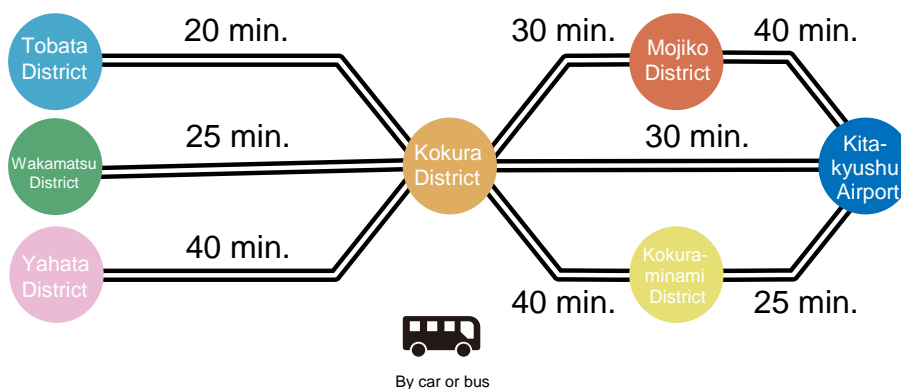 20 min.
30 min.
40 min.
Tobata
District
Mojiko
District
25 min.
30 min.
Wakamatsu
District
Kokura
District
Kita-
kyushu
Airport
40 min.
Yahata
District
Kokura-
minami
District
40 min.
25 min.
By car or bus